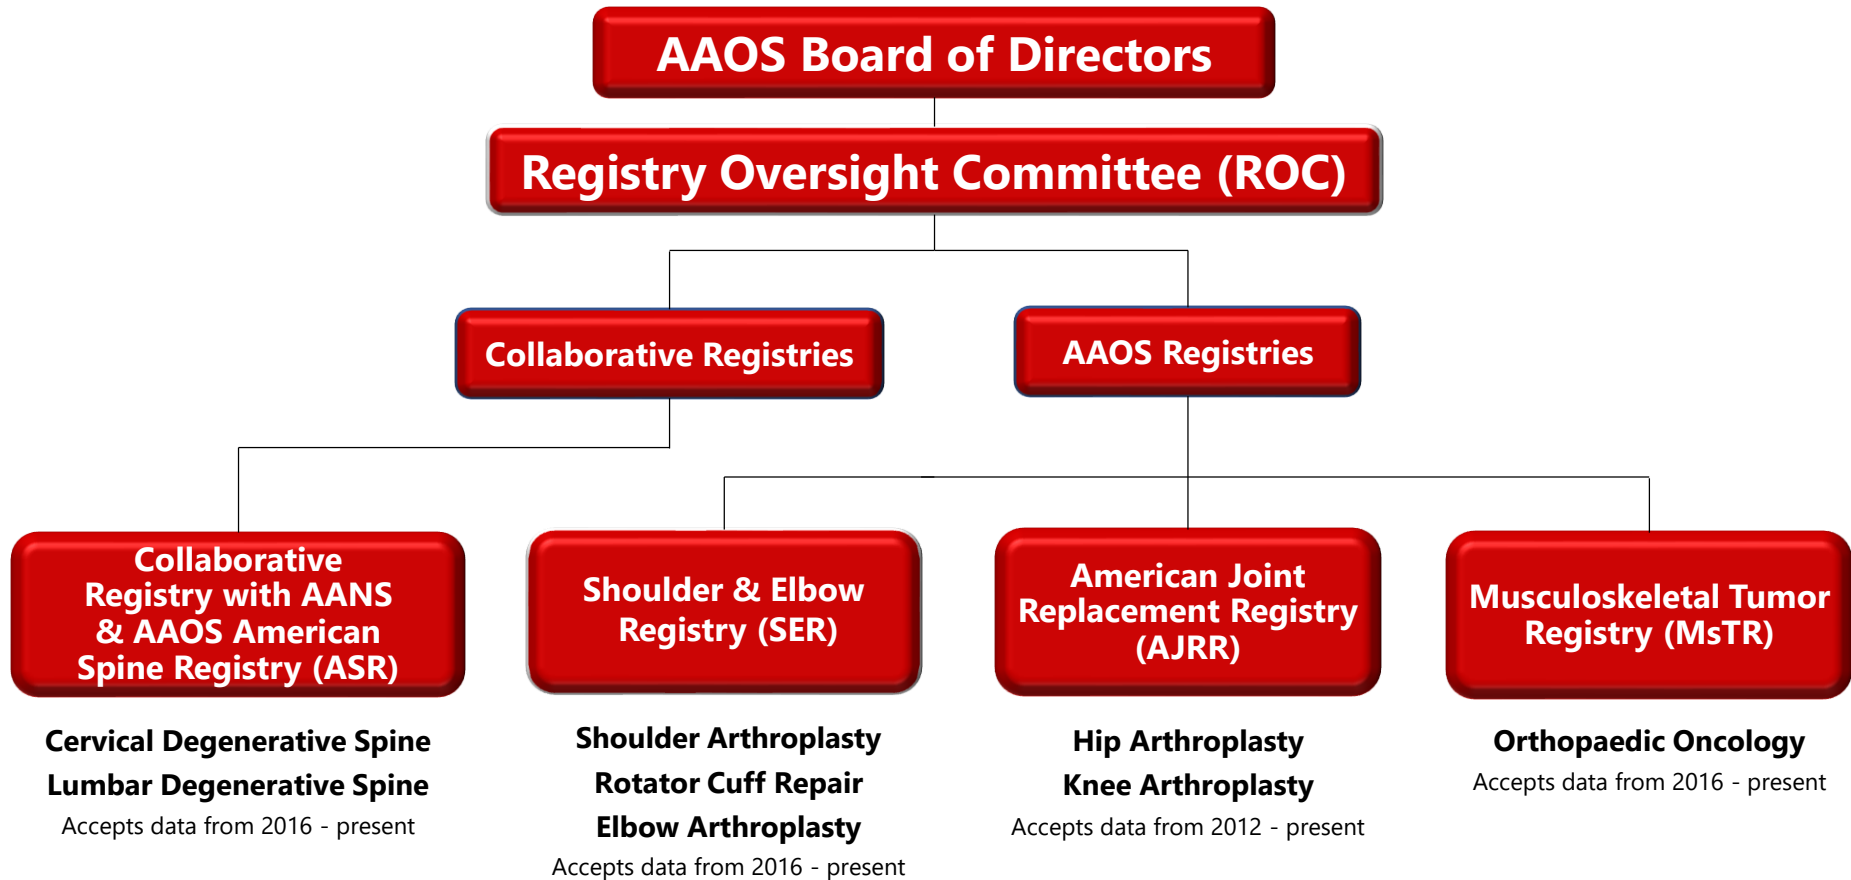 AAOS Board of Directors
Registry Oversight Committee (ROC)
Collaborative Registries
AAOS Registries
Collaborative
Registry with AANS
& AAOS American
Spine Registry (ASR)
Cervical Degenerative Spine
Lumbar Degenerative Spine
Accepts data from 2016 - present
Shoulder & Elbow
Registry (SER)
Shoulder Arthroplasty
Rotator Cuff Repair
Elbow Arthroplasty
Accepts data from 2016 - present
American Joint
Replacement Registry
(AJRR)
Hip Arthroplasty
Knee Arthroplasty
Accepts data from 2012 - present
Musculoskeletal Tumor
Registry (MsTR)
Orthopaedic Oncology
Accepts data from 2016 - present